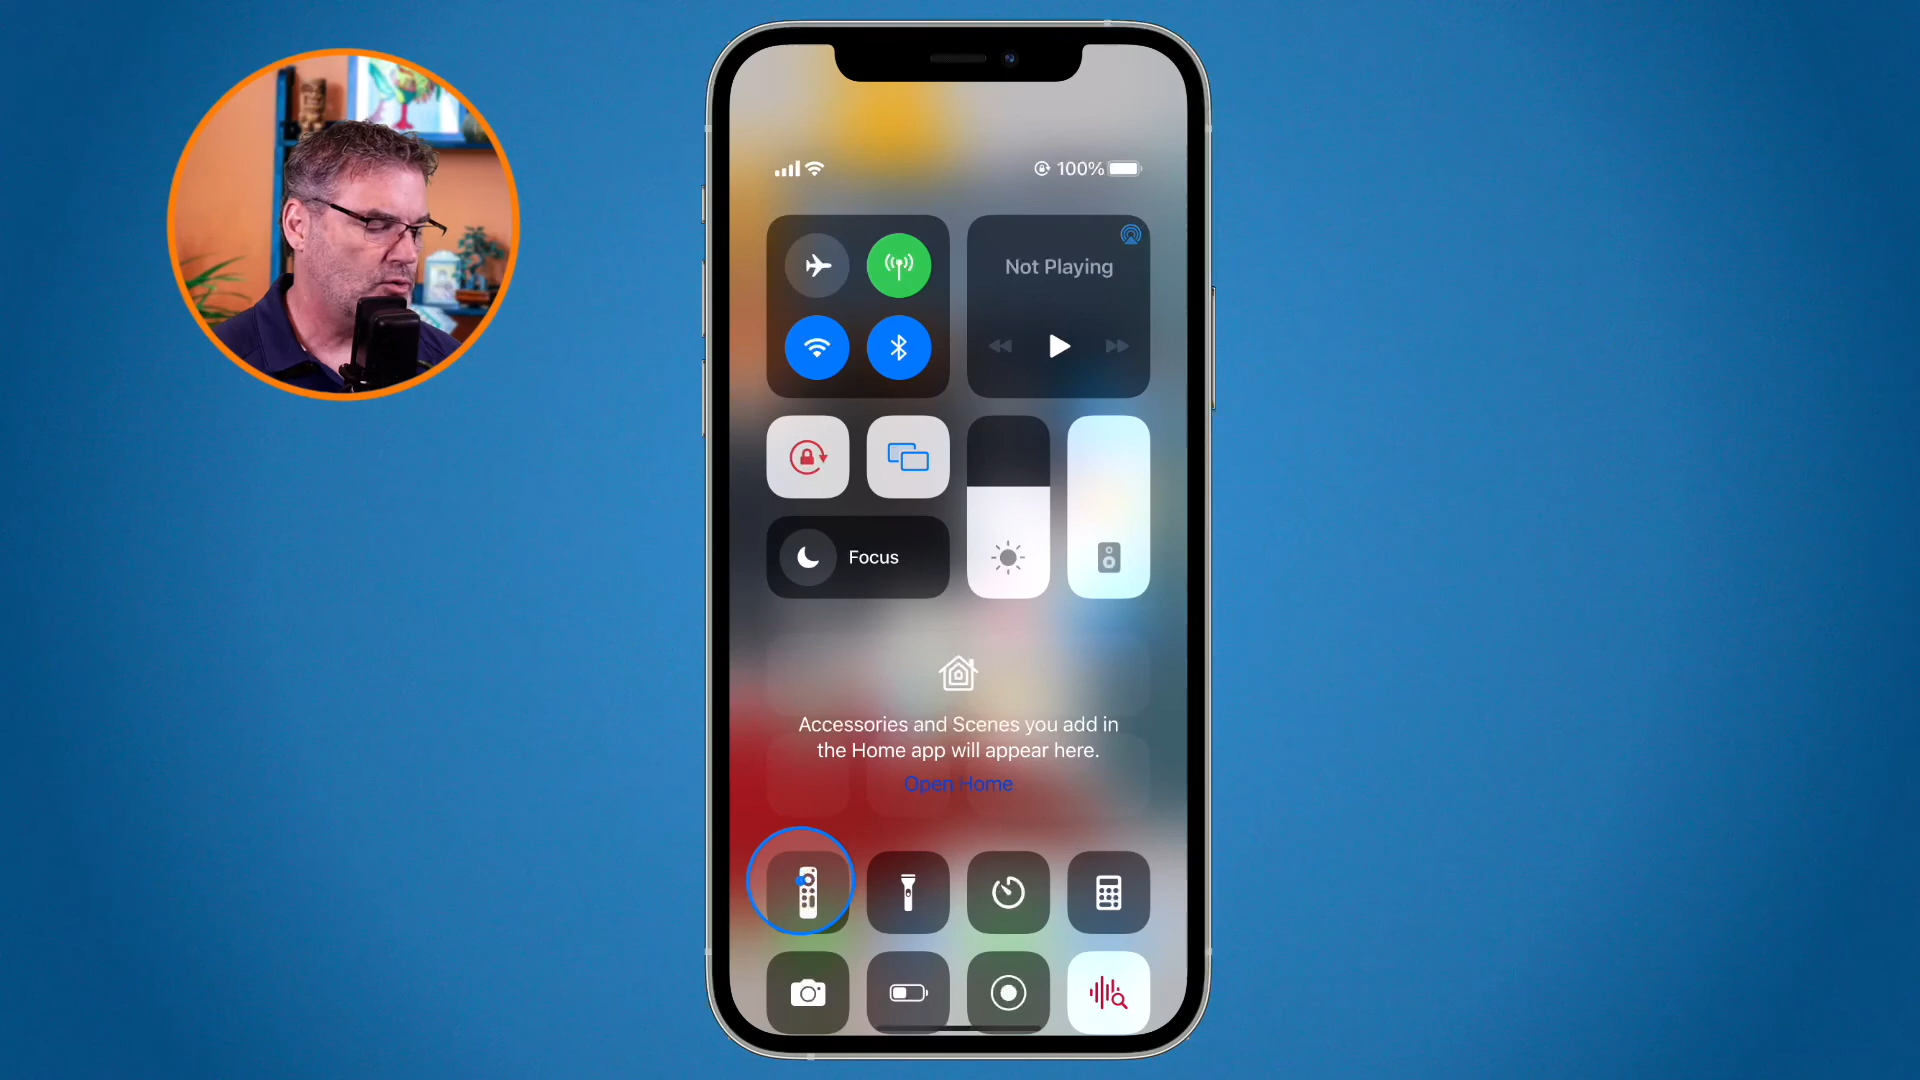 100%
Not Playing
Focus
Accessories and Scenes you add in
the Home app will appear here.
Open Home